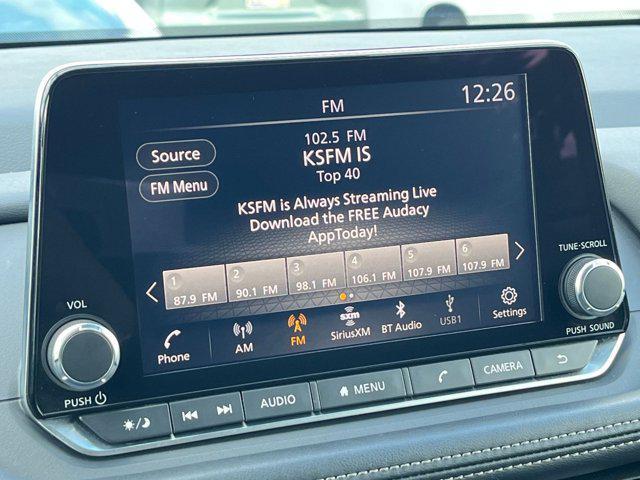 FM
12:26
Source
FM Menu
102.5 FM
KSFM IS
Top 40
KSFM is Always Streaming Live
Download the FREE Audacy
AppToday!
1
87.9 FM
2
90.1 FM
3
98.1 FM
4
106.1 FM
5
107.9 FM
6
107.9 FM
Phone
AM
FM
sxm
SiriusXM
BT Audio
USB1
Settings
VOL
PUSH
TUNE·SCROLL
PUSH SOUND
AUDIO
MENU
CAMERA